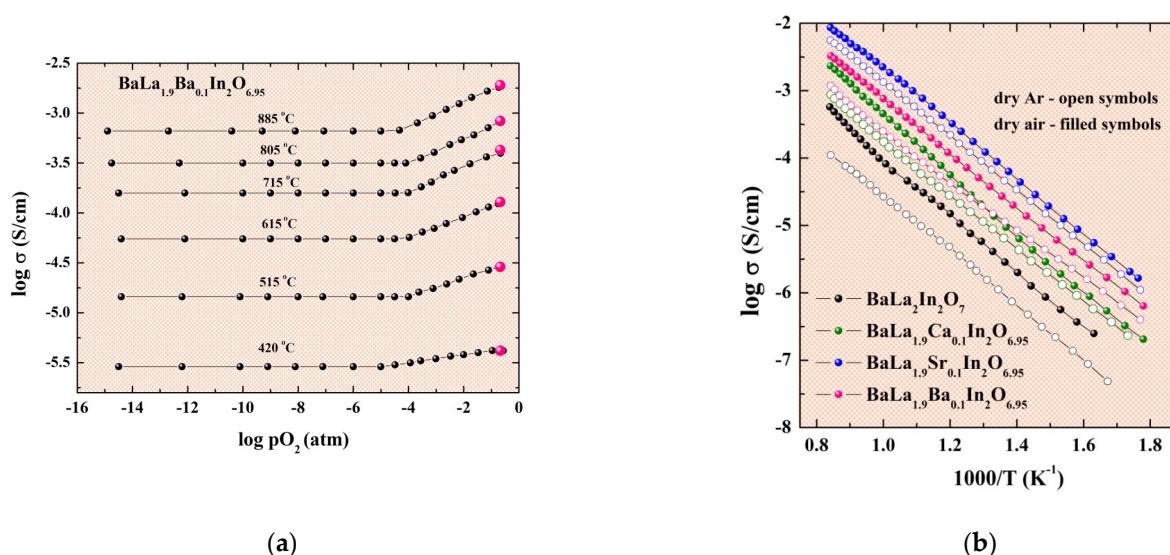 BaLa₁.₉Ba₀.₁In₂O₆.₉₅
885 °C
805 °C
715 °C
615 °C
515 °C
420 °C
-2.5
-3.0
-3.5
-4.0
-4.5
-5.0
-5.5
log σ (S/cm)
-16 -14 -12 -10 -8 -6 -4 -2 0
log pO₂ (atm)
(a)
-2
-3
-4
-5
-6
-7
-8
log σ (S/cm)
dry Ar - open symbols
dry air - filled symbols
BaLa₂In₂O₇
BaLa₁.₉Ca₀.₁In₂O₆.₉₅
BaLa₁.₉Sr₀.₁In₂O₆.₉₅
BaLa₁.₉Ba₀.₁In₂O₆.₉₅
0.8 1.0 1.2 1.4 1.6 1.8
1000/T (K⁻¹)
(b)